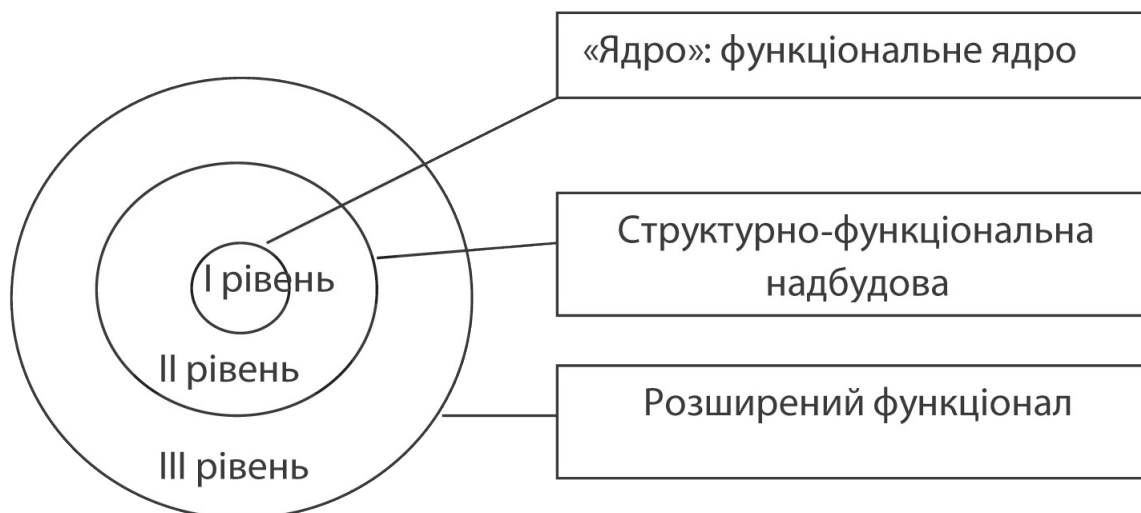 «Ядро»: функціональне ядро
Структурно-функціональна
надбудова
І рівень
ІІ рівень
Розширений функціонал
ІІІ рівень